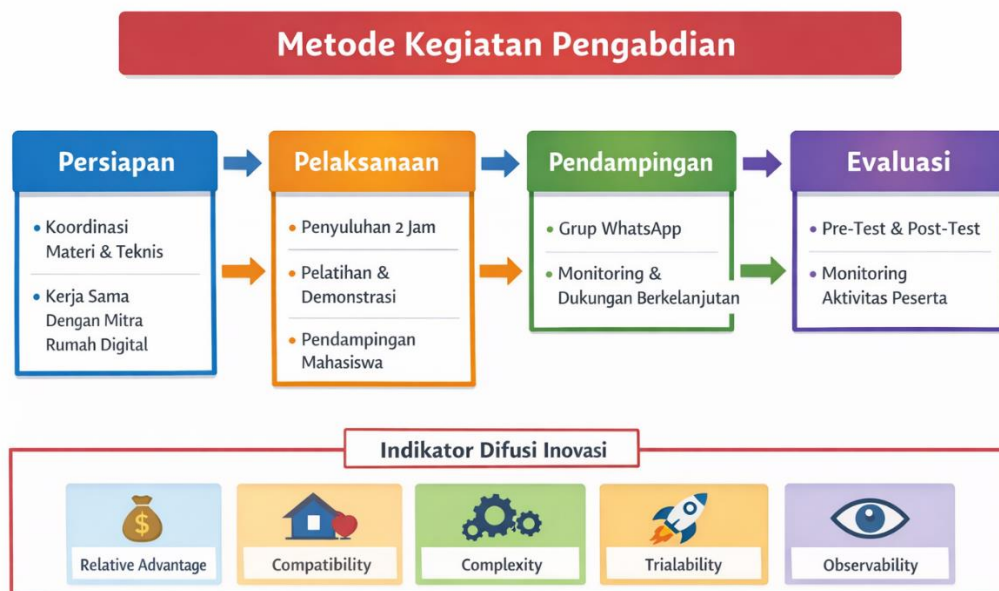 Metode Kegiatan Pengabdian
Persiapan
• Koordinasi
Materi & Teknis
• Kerja Sama
Dengan Mitra
Rumah Digital
Pelaksanaan
• Penyuluhan 2 Jam
• Pelatihan &
Demonstrasi
• Pendampingan
Mahasiswa
Pendampingan
• Grup WhatsApp
• Monitoring &
Dukungan Berkelanjutan
Evaluasi
• Pre-Test & Post-Test
• Monitoring
Aktivitas Peserta
Indikator Difusi Inovasi
$
Relative Advantage
Compatibility
Complexity
Trialability
Observability